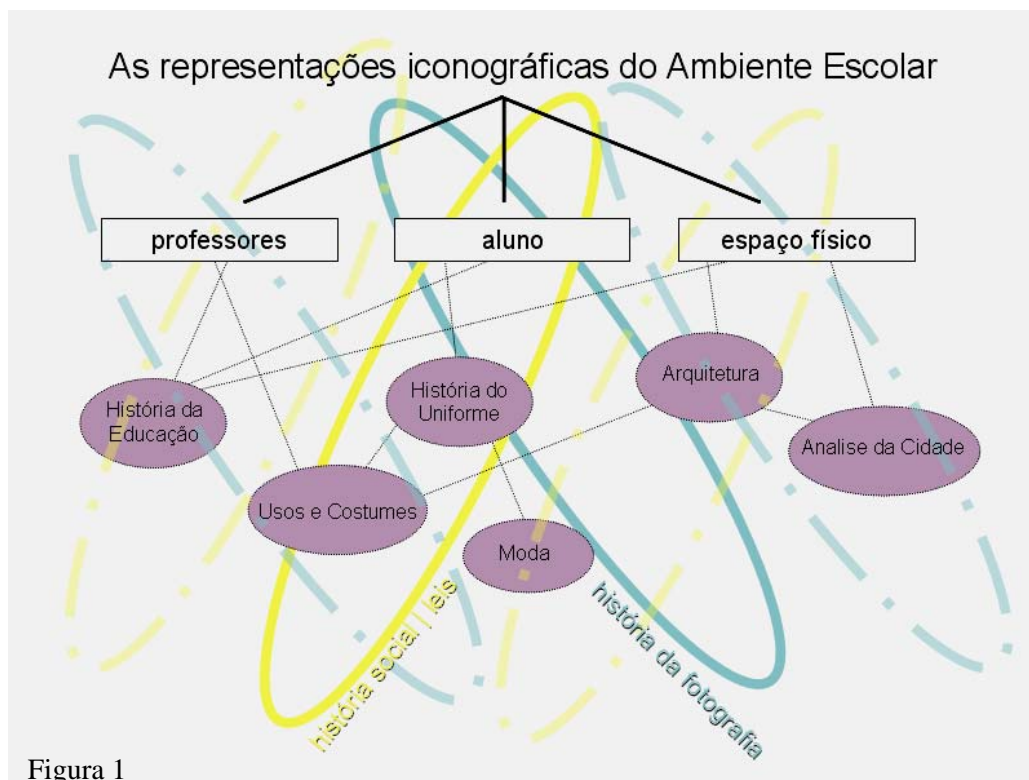 As representações iconográficas do Ambiente Escolar
professores
aluno
espaço físico
História da
Educação
História do
Uniforme
Arquitetura
Analise da Cidade
Usos e Costumes
Moda
história social | leis
história da fotografia
Figura 1